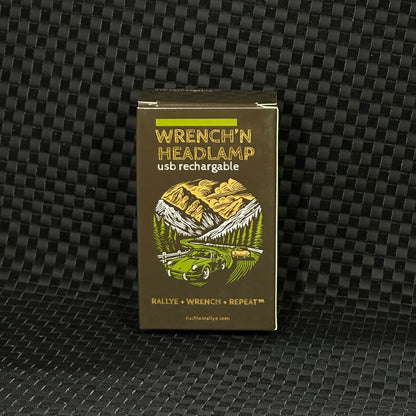 WRENCH'N
HEADLAMP
usb rechargable
RALLYE + WRENCH + REPEAT™